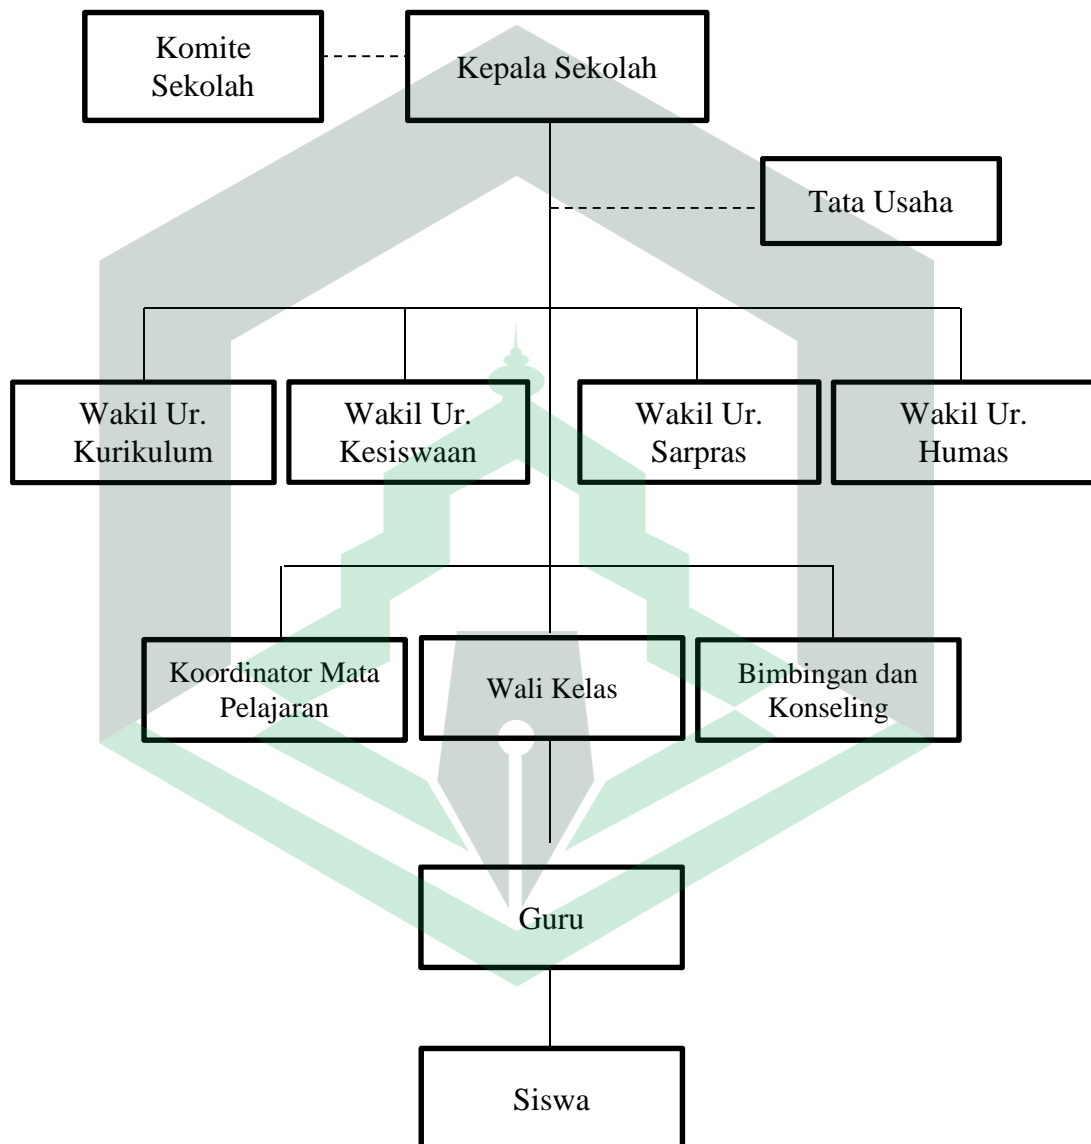 Komite
Sekolah
Kepala Sekolah
Tata Usaha
Wakil Ur.
Kurikulum
Wakil Ur.
Kesiswaan
Wakil Ur.
Sarpras
Wakil Ur.
Humas
Koordinator Mata
Pelajaran
Wali Kelas
Bimbingan dan
Konseling
Guru
Siswa